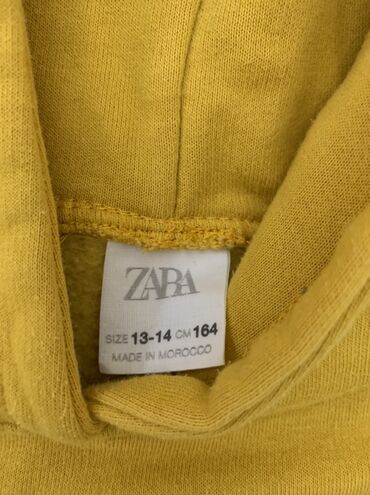 ZARA
SIZE 13-14 CM 164
MADE IN MOROCCO